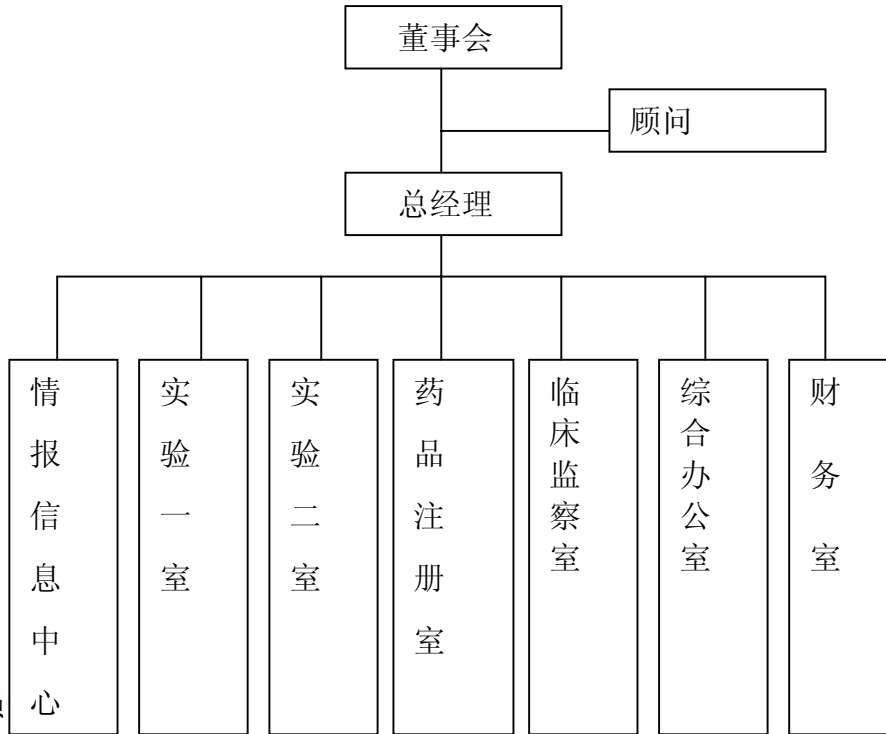 董事会
顾问
总经理
情报信息中心
实验一室
实验二室
药品注册室
临床监察室
综合办公室
财务室